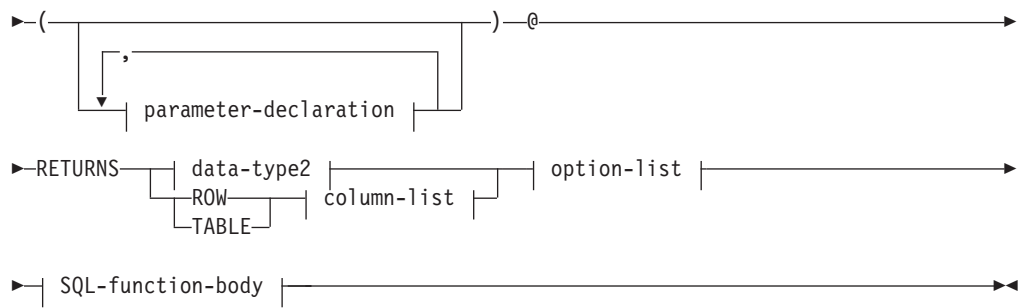 ( ) @
,
parameter-declaration
RETURNS data-type2 option-list
ROW column-list
TABLE
SQL-function-body